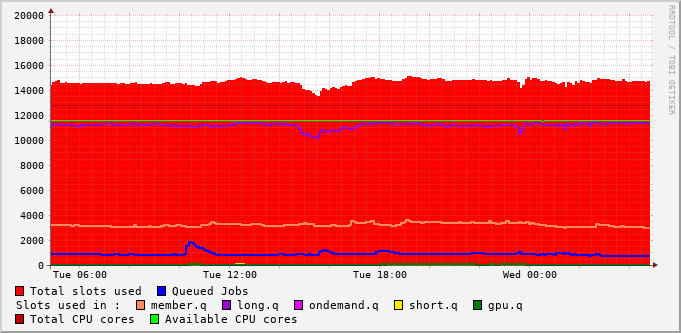 20000
18000
16000
14000
12000
10000
8000
6000
4000
2000
0
Tue 06:00 Tue 12:00 Tue 18:00 Wed 00:00
RRDTOOL / TOBI OETIKER
Total slots used Queued Jobs
Slots used in : member.q long.q ondemand.q short.q gpu.q
Total CPU cores Available CPU cores